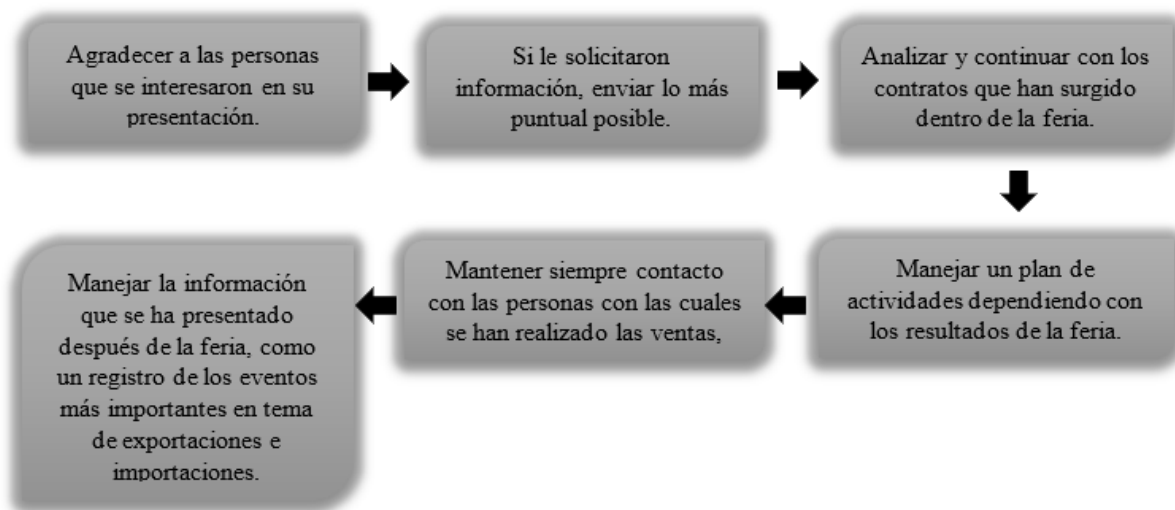 Agradecer a las personas
que se interesaron en su
presentación.
Si le solicitaron
información, enviar lo más
puntual posible.
Analizar y continuar con los
contratos que han surgido
dentro de la feria.
Manejar un plan de
actividades dependiendo con
los resultados de la feria.
Mantener siempre contacto
con las personas con las cuales
se han realizado las ventas,
Manejar la información
que se ha presentado
después de la feria, como
un registro de los eventos
más importantes en tema
de exportaciones e
importaciones.